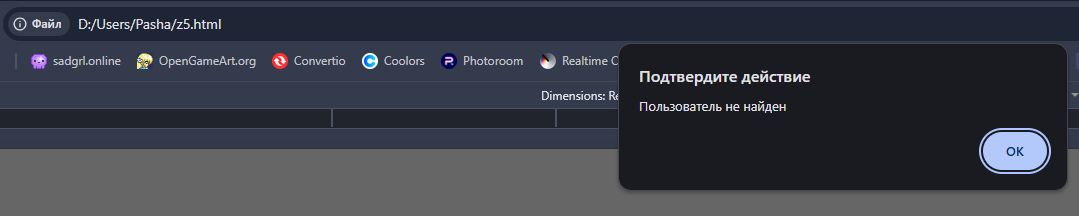 Файл D:/Users/Pasha/z5.html
sadgrl.online OpenGameArt.org Convertio Coolors Photoroom Realtime C
Dimensions: Re
Подтвердите действие
Пользователь не найден
ОК